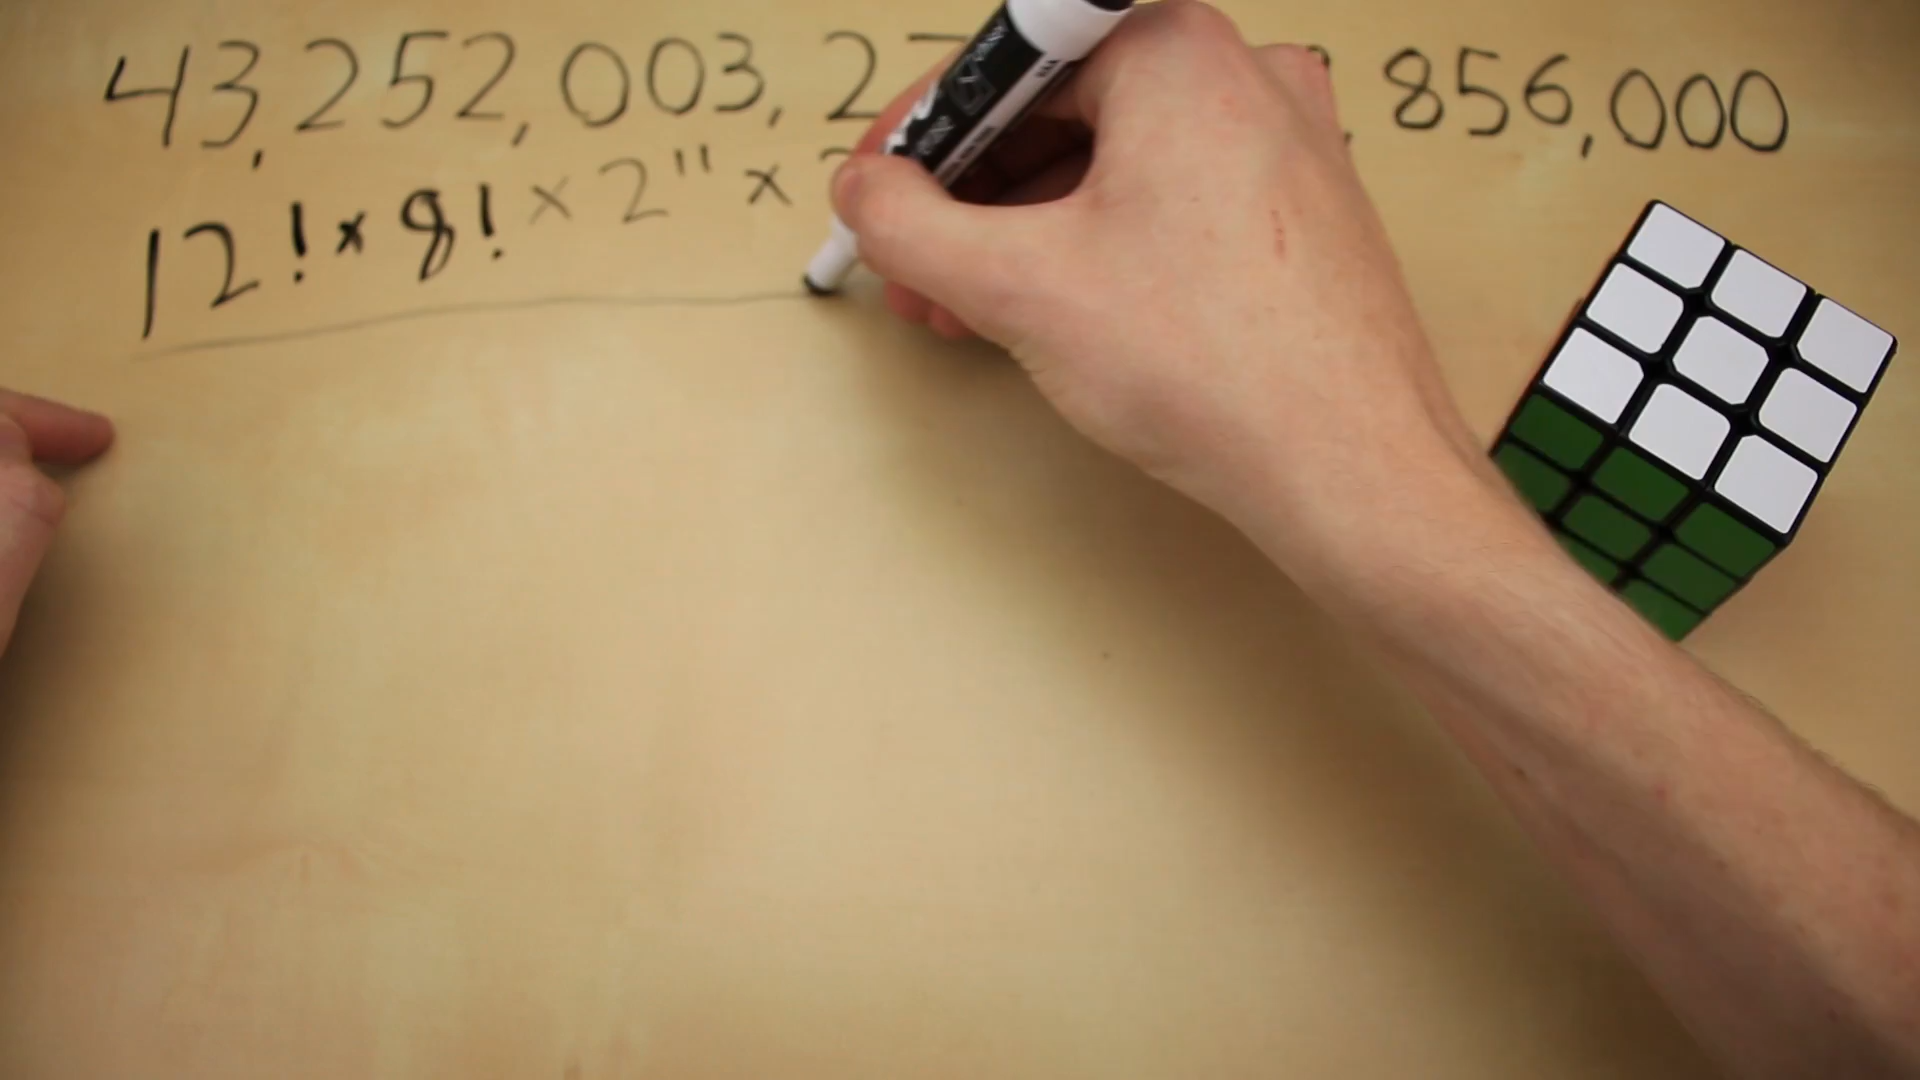 43,252,003,27 856,000
12! × 8! × 2¹¹ ×